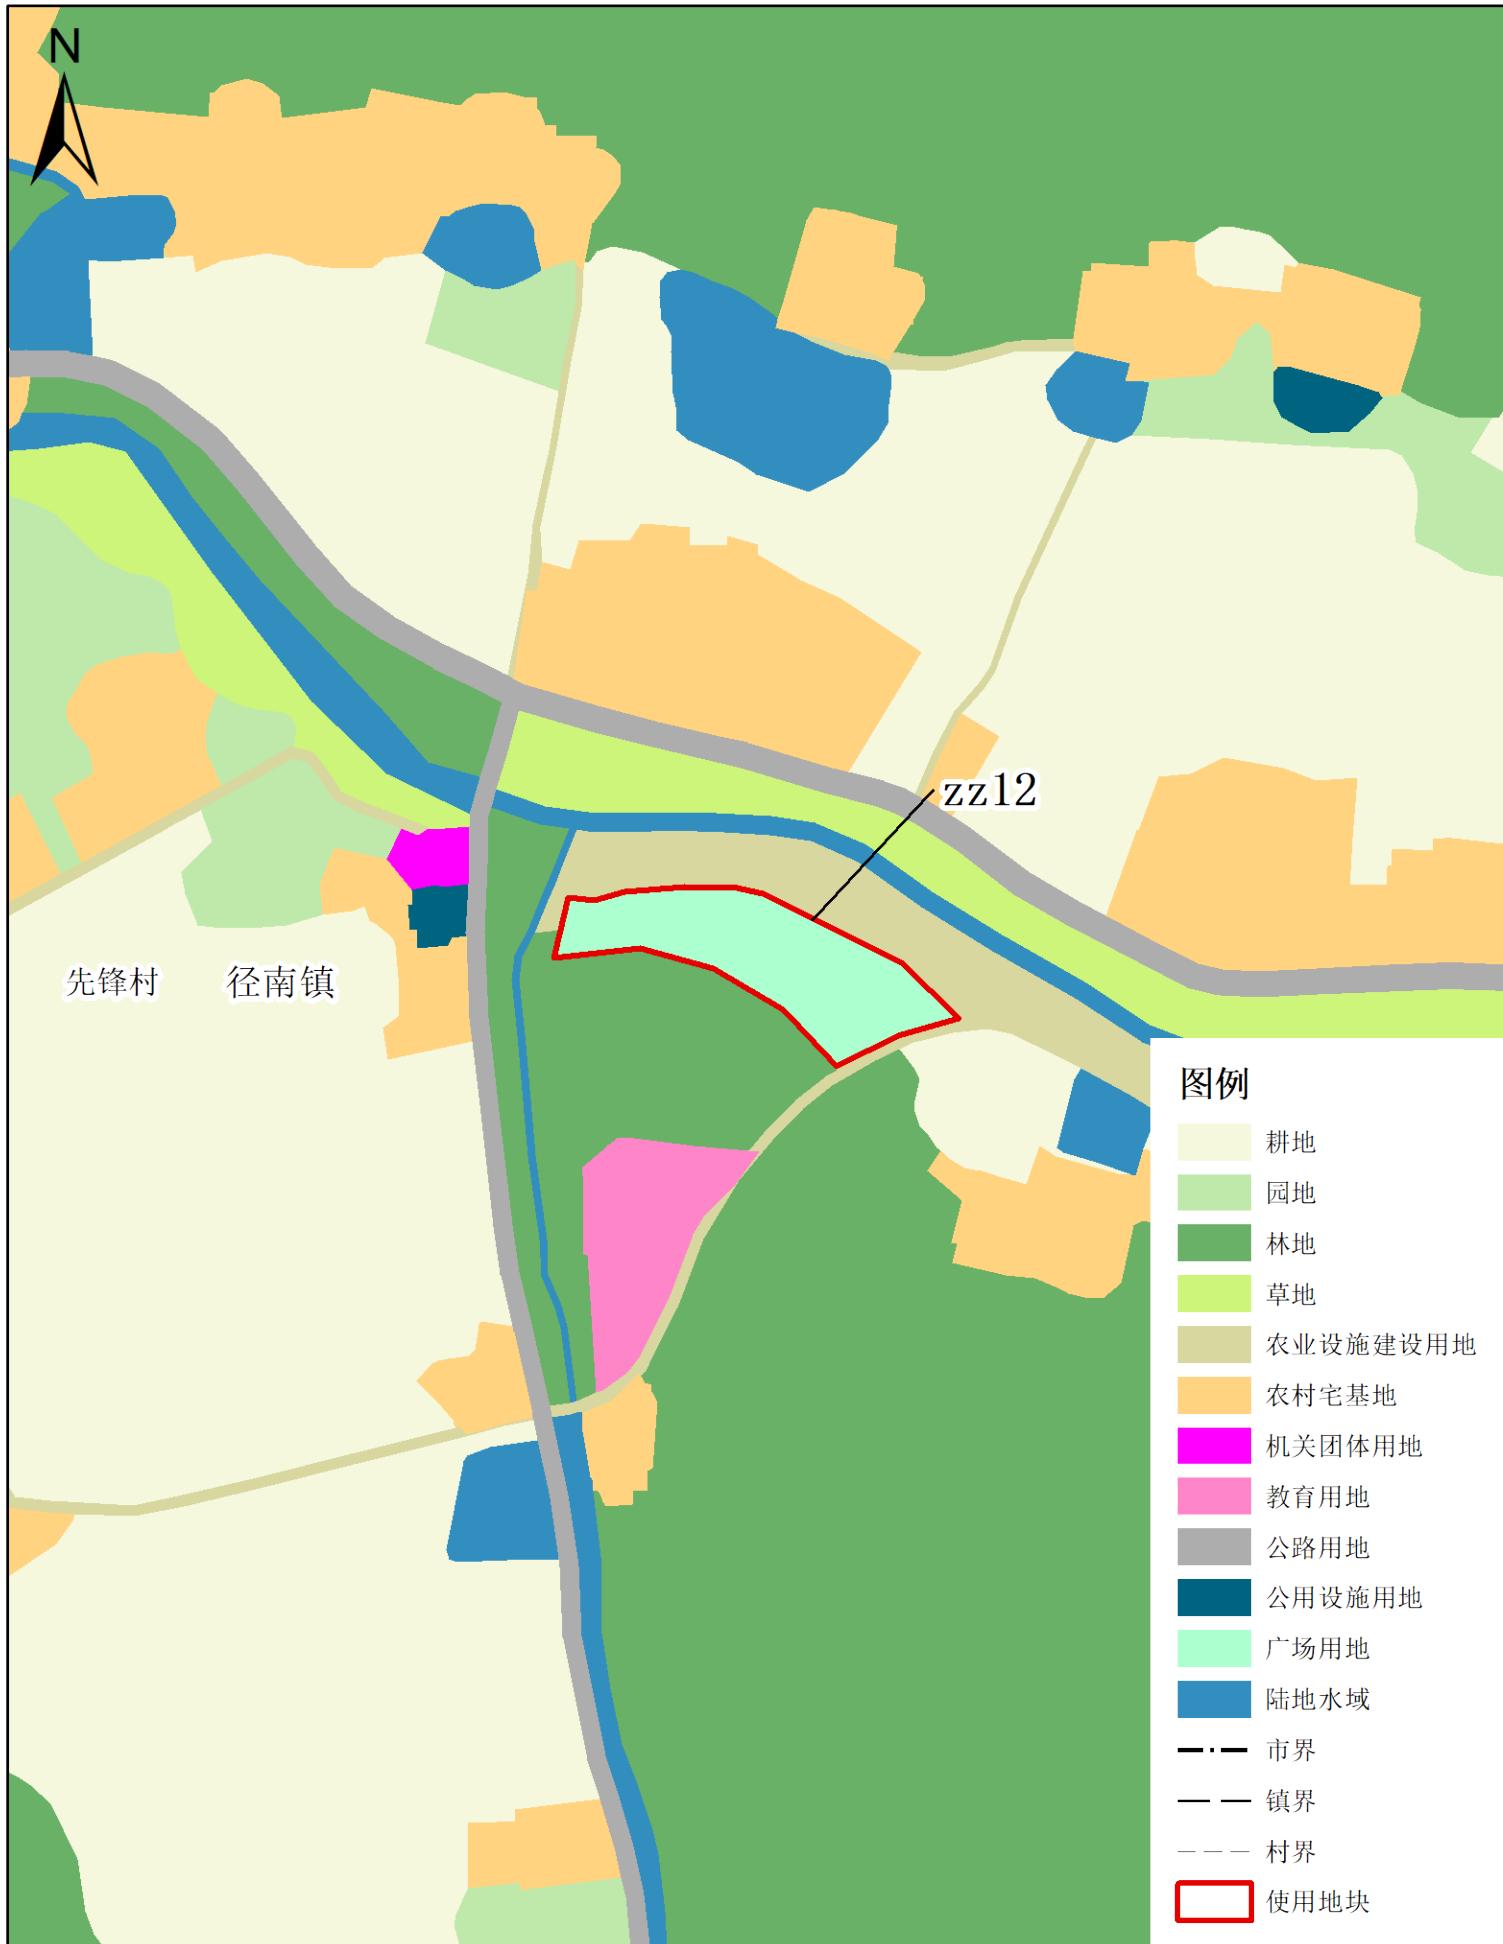 N
zz12
先锋村
径南镇
图例
耕地
园地
林地
草地
农业设施建设用地
农村宅基地
机关团体用地
教育用地
公路用地
公用设施用地
广场用地
陆地水域
市界
镇界
村界
使用地块